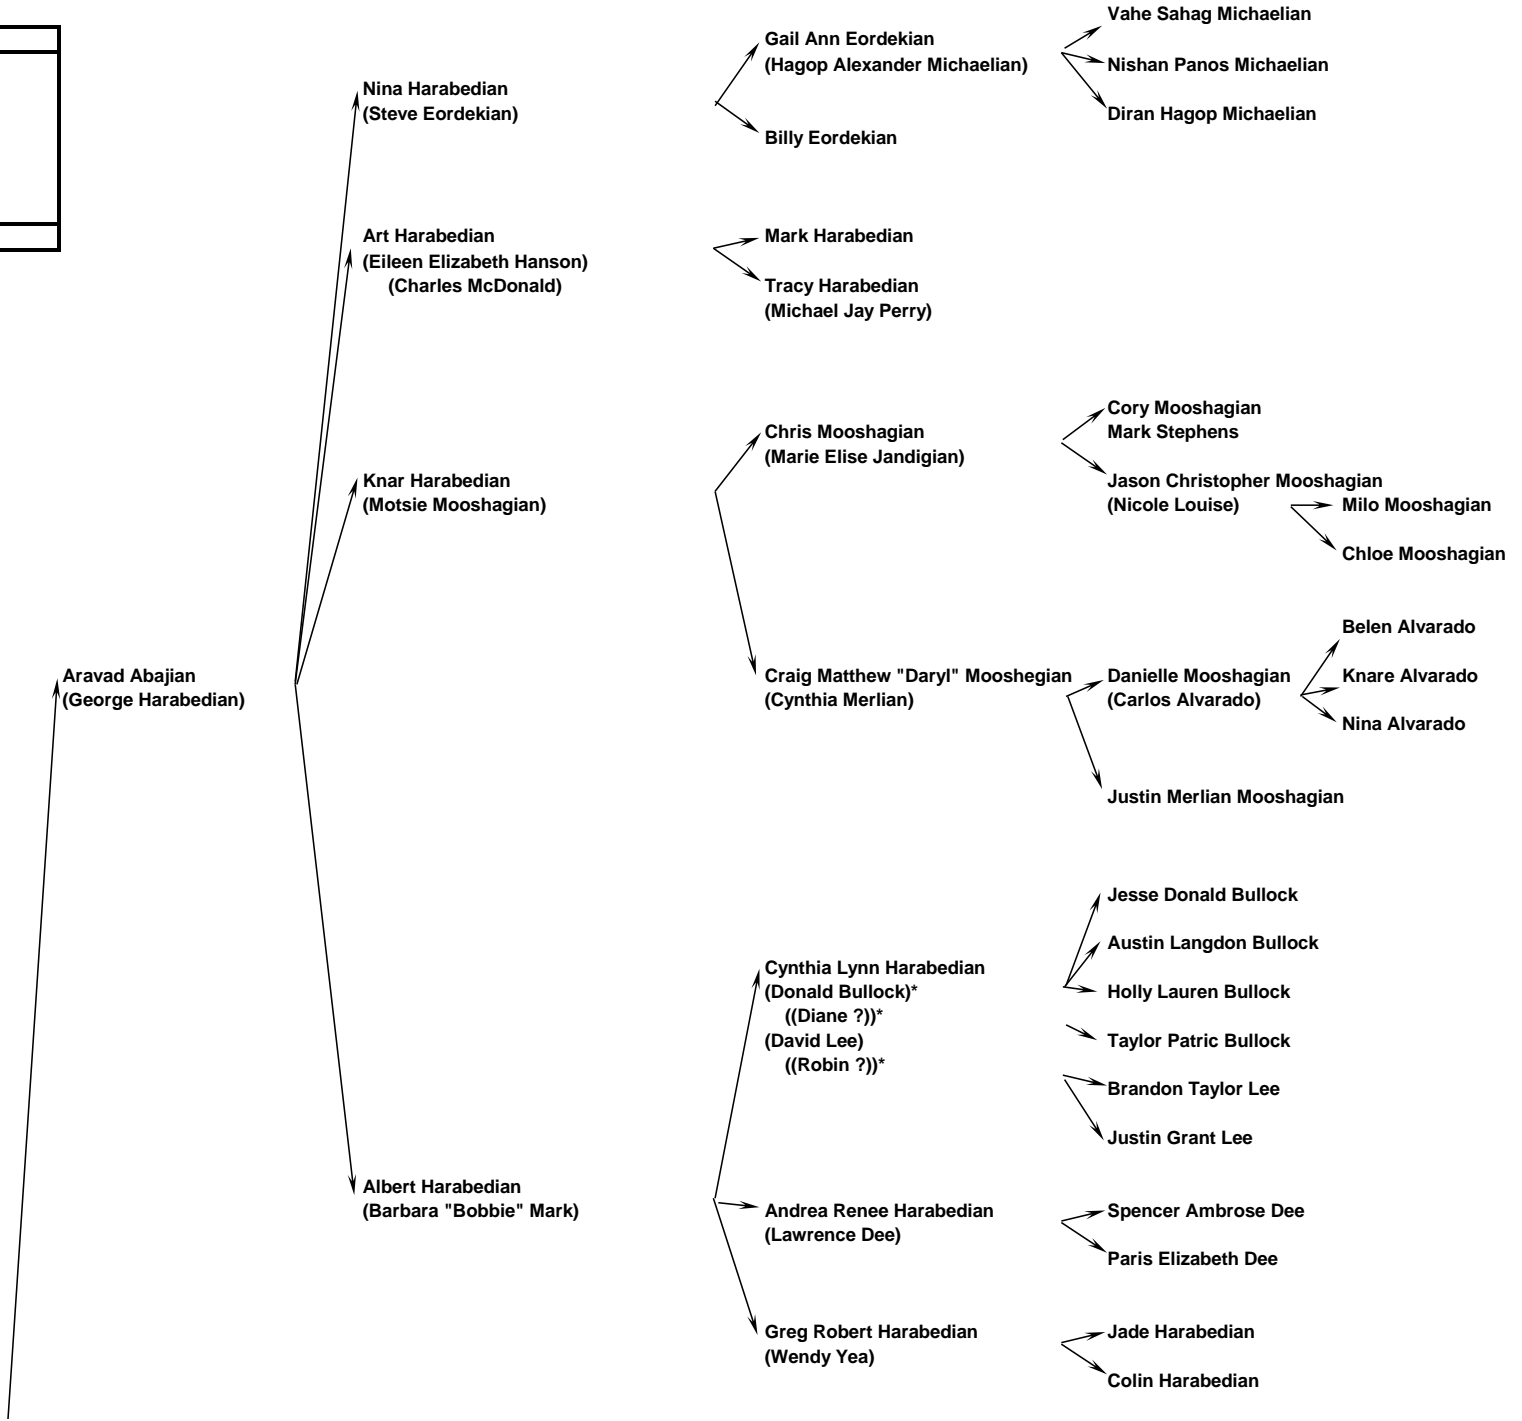 Vahe Sahag Michaelian
Gail Ann Eordekian
(Hagop Alexander Michaelian)
Nishan Panos Michaelian
Nina Harabedian
(Steve Eordekian)
Diran Hagop Michaelian
Billy Eordekian
Art Harabedian
(Eileen Elizabeth Hanson)
(Charles McDonald)
Mark Harabedian
Tracy Harabedian
(Michael Jay Perry)
Cory Mooshagian
Mark Stephens
Chris Mooshagian
(Marie Elise Jandigian)
Knar Harabedian
(Motsie Mooshagian)
Jason Christopher Mooshagian
(Nicole Louise)
Milo Mooshagian
Chloe Mooshagian
Belen Alvarado
Aravad Abajian
(George Harabedian)
Craig Matthew "Daryl" Mooshegian
(Cynthia Merlian)
Danielle Mooshagian
(Carlos Alvarado)
Knare Alvarado
Nina Alvarado
Justin Merlian Mooshagian
Jesse Donald Bullock
Austin Langdon Bullock
Cynthia Lynn Harabedian
(Donald Bullock)*
((Diane ?))*
(David Lee)
((Robin ?))*
Holly Lauren Bullock
Taylor Patric Bullock
Brandon Taylor Lee
Justin Grant Lee
Albert Harabedian
(Barbara "Bobbie" Mark)
Andrea Renee Harabedian
(Lawrence Dee)
Spencer Ambrose Dee
Paris Elizabeth Dee
Greg Robert Harabedian
(Wendy Yea)
Jade Harabedian
Colin Harabedian